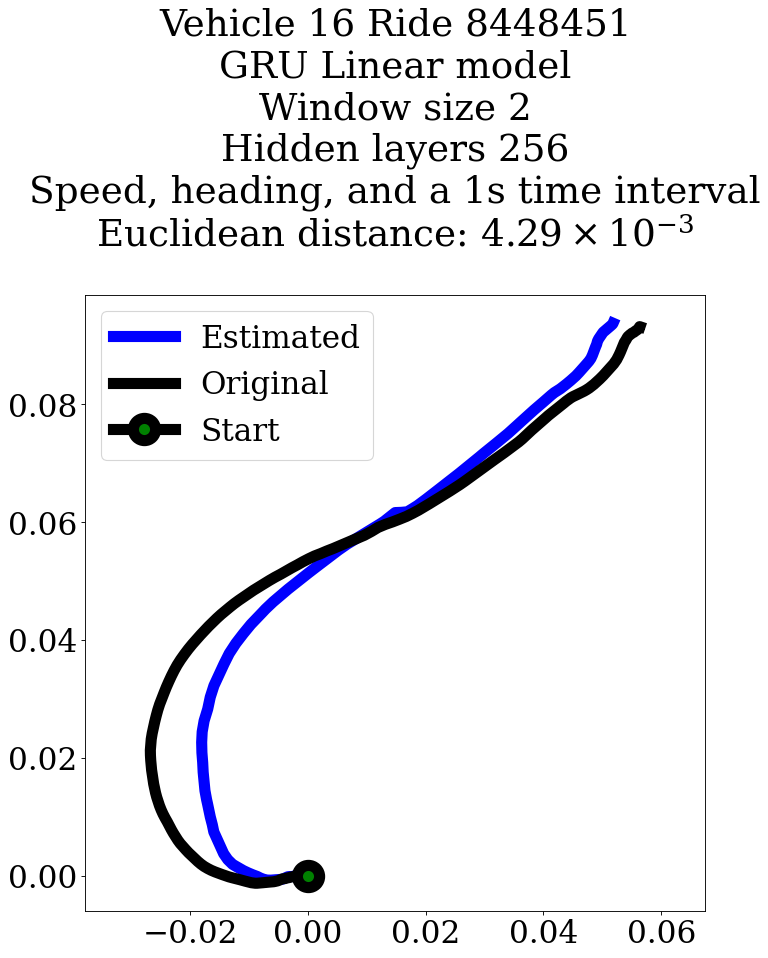 Vehicle 16 Ride 8448451
GRU Linear model
Window size 2
Hidden layers 256
Speed, heading, and a 1s time interval
Euclidean distance: 4.29 × 10⁻³
Estimated
Original
Start
0.08
0.06
0.04
0.02
0.00
−0.02 0.00 0.02 0.04 0.06